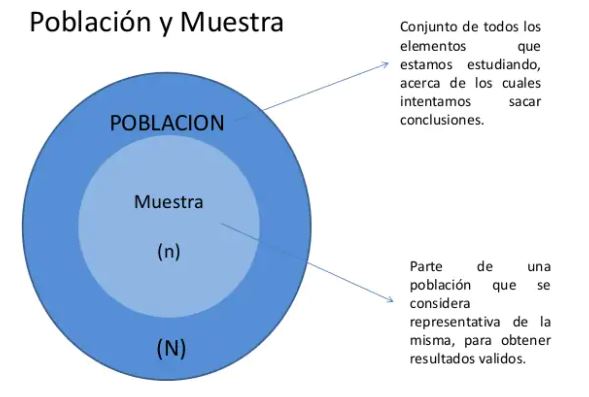 Población y Muestra
Conjunto de todos los
elementos que
estamos estudiando,
acerca de los cuales
intentamos sacar
conclusiones.
POBLACION
Muestra
(n)
(N)
Parte de una
población que se
considera
representativa de la
misma, para obtener
resultados validos.